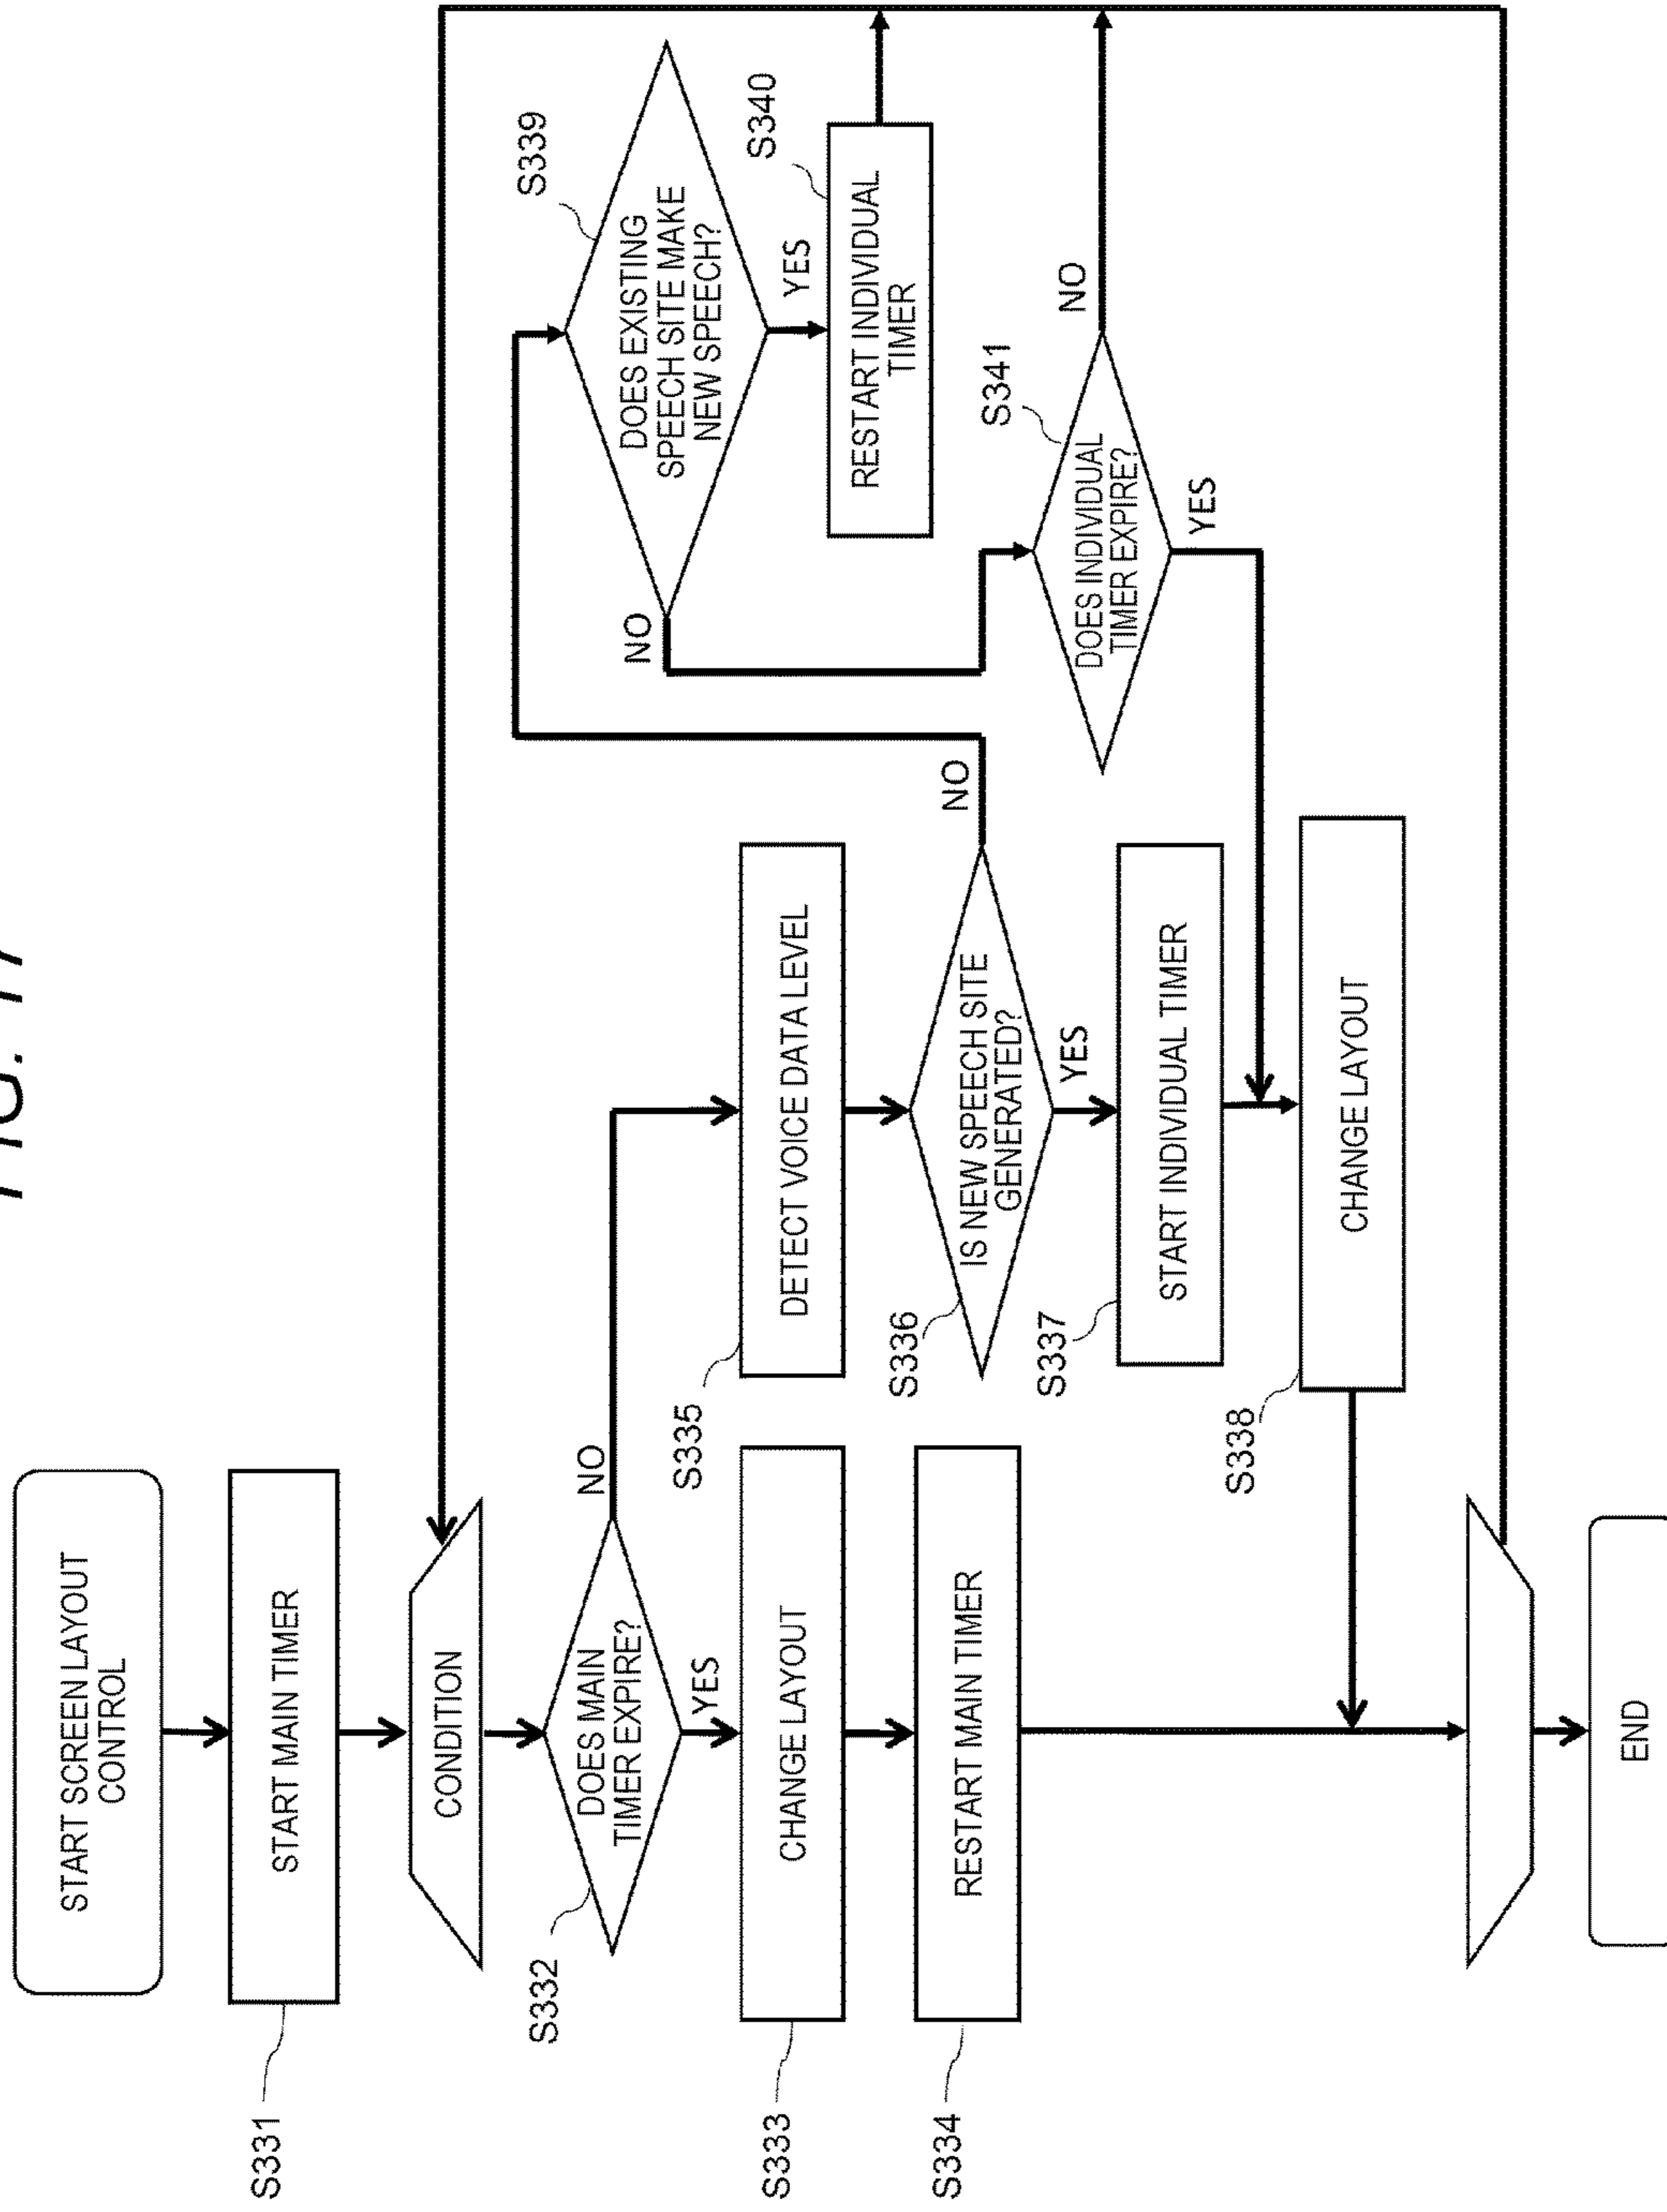 FIG. 17
START SCREEN LAYOUT
CONTROL
START MAIN TIMER
S331
CONDITION
DOES MAIN
TIMER EXPIRE?
S332
NO
YES
CHANGE LAYOUT
S333
RESTART MAIN TIMER
S334
DETECT VOICE DATA LEVEL
S335
IS NEW SPEECH SITE
GENERATED?
S336
NO
YES
START INDIVIDUAL TIMER
S337
CHANGE LAYOUT
S338
DOES EXISTING
SPEECH SITE MAKE
NEW SPEECH?
S339
NO
YES
RESTART INDIVIDUAL
TIMER
S340
DOES INDIVIDUAL
TIMER EXPIRE?
S341
NO
YES
END